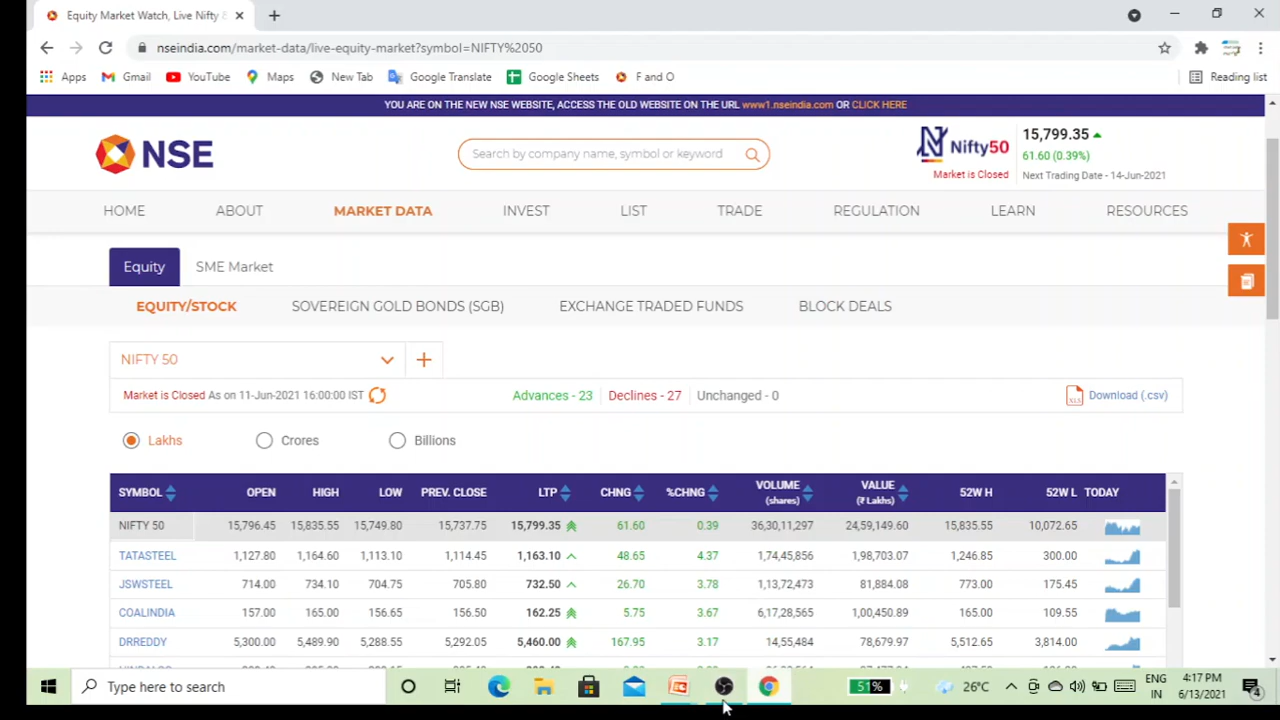 Equity Market Watch, Live Nifty
nseindia.com/market-data/live-equity-market?symbol=NIFTY%2050
Apps Gmail YouTube Maps New Tab Google Translate Google Sheets F and O Reading list
YOU ARE ON THE NEW NSE WEBSITE, ACCESS THE OLD WEBSITE ON THE URL www1.nseindia.com OR CLICK HERE
NSE
Search by company name, symbol or keyword
Nifty50
Market is Closed
15,799.35
61.60 (0.39%)
Next Trading Date - 14-Jun-2021
HOME ABOUT MARKET DATA INVEST LIST TRADE REGULATION LEARN RESOURCES
Equity SME Market
EQUITY/STOCK SOVEREIGN GOLD BONDS (SGB) EXCHANGE TRADED FUNDS BLOCK DEALS
NIFTY 50
Market is Closed As on 11-Jun-2021 16:00:00 IST Advances - 23 Declines - 27 Unchanged - 0 XLS Download (.csv)
Lakhs Crores Billions
SYMBOL OPEN HIGH LOW PREV. CLOSE LTP CHNG %CHNG VOLUME (shares) VALUE (₹ Lakhs) 52W H 52W L TODAY
NIFTY 50 15,796.45 15,835.55 15,749.80 15,737.75 15,799.35 61.60 0.39 36,30,11,297 24,59,149.60 15,835.55 10,072.65
TATASTEEL 1,127.80 1,164.60 1,113.10 1,114.45 1,163.10 48.65 4.37 1,74,45,856 1,98,703.07 1,246.85 300.00
JSWSTEEL 714.00 734.10 704.75 705.80 732.50 26.70 3.78 1,13,72,473 81,884.08 773.00 175.45
COALINDIA 157.00 165.00 156.65 156.50 162.25 5.75 3.67 6,17,28,565 1,00,450.89 165.00 109.55
DRREDDY 5,300.00 5,489.90 5,288.55 5,292.05 5,460.00 167.95 3.17 14,55,484 78,679.97 5,512.65 3,814.00
Type here to search
51%
26°C
ENG
IN
4:17 PM
6/13/2021
4